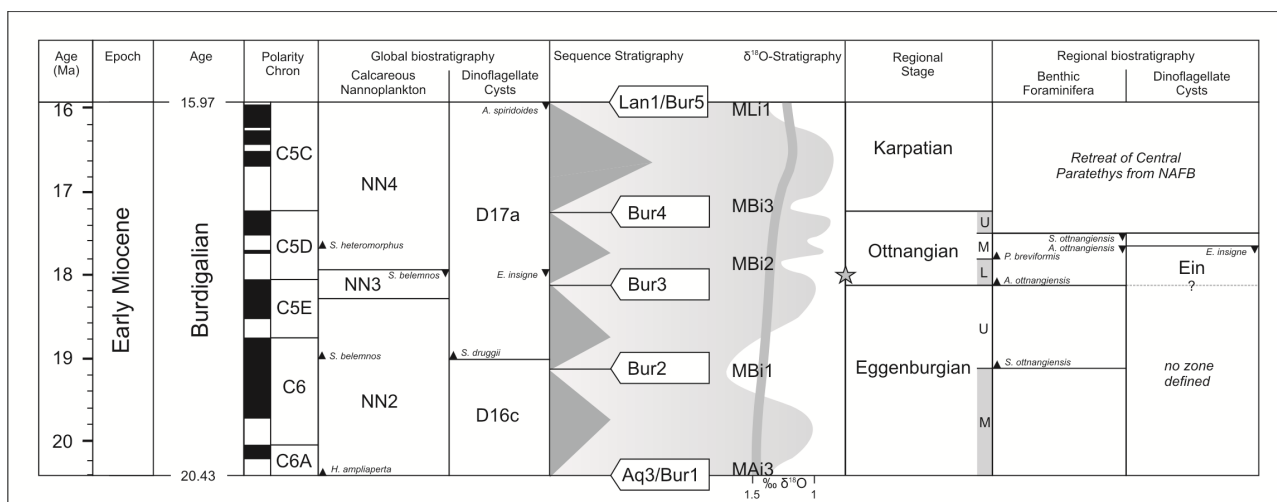 Age
(Ma)
Epoch
Age
Polarity
Chron
Global biostratigraphy
Calcareous
Nannoplankton
Dinoflagellate
Cysts
Sequence Stratigraphy
δ18O-Stratigraphy
Regional
Stage
Regional biostratigraphy
Benthic
Foraminifera
Dinoflagellate
Cysts
16
17
18
19
20
Early Miocene
15.97
Burdigalian
20.43
C5C
C5D
C5E
C6
C6A
NN4
S. heteromorphus
S. belemnos
NN3
S. belemnos
NN2
H. ampliaperta
A. spiridoides
D17a
E. insigne
S. druggii
D16c
Lan1/Bur5
Bur4
Bur3
Bur2
Aq3/Bur1
MLi1
MBi3
MBi2
MBi1
MAi3
‰ δ18O
1.5 1
Karpatian
Ottnangian
U
M
L
Eggenburgian
U
M
Retreat of Central
Paratethys from NAFB
S. ottnangiensis
A. ottnangiensis
P. breviformis
A. ottnangiensis
S. ottnangiensis
E. insigne
Ein
?
no zone
defined